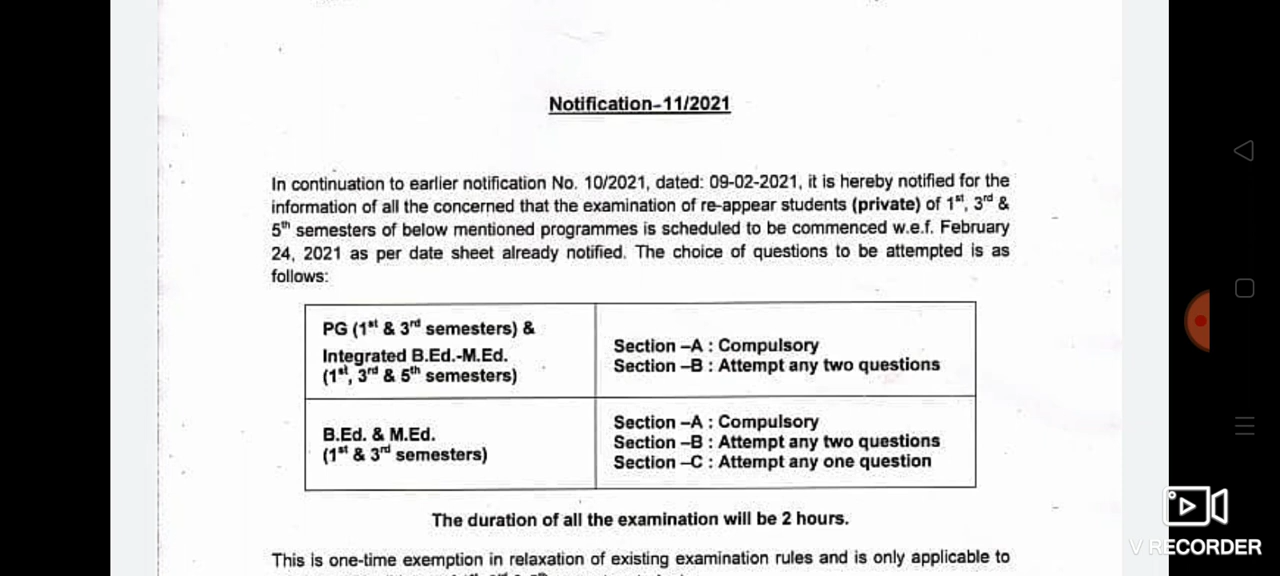 Notification-11/2021
In continuation to earlier notification No. 10/2021, dated: 09-02-2021, it is hereby notified for the
information of all the concerned that the examination of re-appear students (private) of 1st, 3rd &
5th semesters of below mentioned programmes is scheduled to be commenced w.e.f. February
24, 2021 as per date sheet already notified. The choice of questions to be attempted is as
follows:
PG (1st & 3rd semesters) &
Integrated B.Ed.-M.Ed.
(1st, 3rd & 5th semesters)
Section –A : Compulsory
Section –B : Attempt any two questions
B.Ed. & M.Ed.
(1st & 3rd semesters)
Section –A : Compulsory
Section –B : Attempt any two questions
Section –C : Attempt any one question
The duration of all the examination will be 2 hours.
This is one-time exemption in relaxation of existing examination rules and is only applicable to
V RECORDER